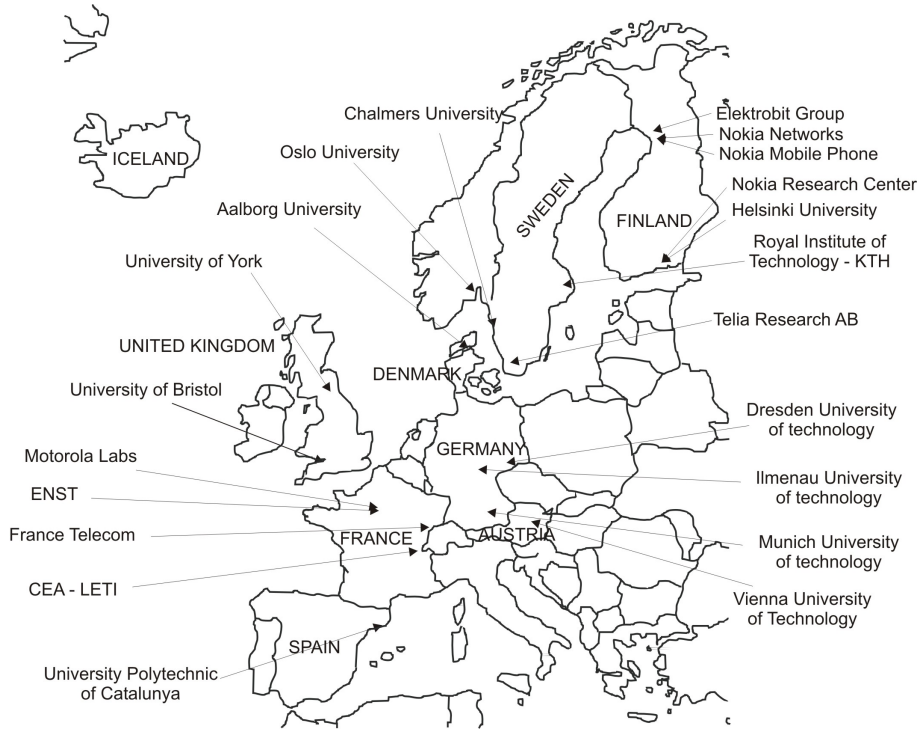 Chalmers University
Elektrobit Group
Nokia Networks
Nokia Mobile Phone
ICELAND
Oslo University
Nokia Research Center
Helsinki University
SWEDEN
FINLAND
Aalborg University
Royal Institute of
Technology - KTH
University of York
Telia Research AB
UNITED KINGDOM
DENMARK
University of Bristol
Dresden University
of technology
GERMANY
Motorola Labs
Ilmenau University
of technology
ENST
France Telecom
FRANCE
AUSTRIA
Munich University
of technology
CEA - LETI
Vienna University
of Technology
SPAIN
University Polytechnic
of Catalunya